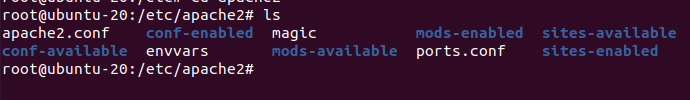 root@ubuntu-20:/etc/apache2# ls
apache2.conf conf-enabled magic mods-enabled sites-available
conf-available envvars mods-available ports.conf sites-enabled
root@ubuntu-20:/etc/apache2#